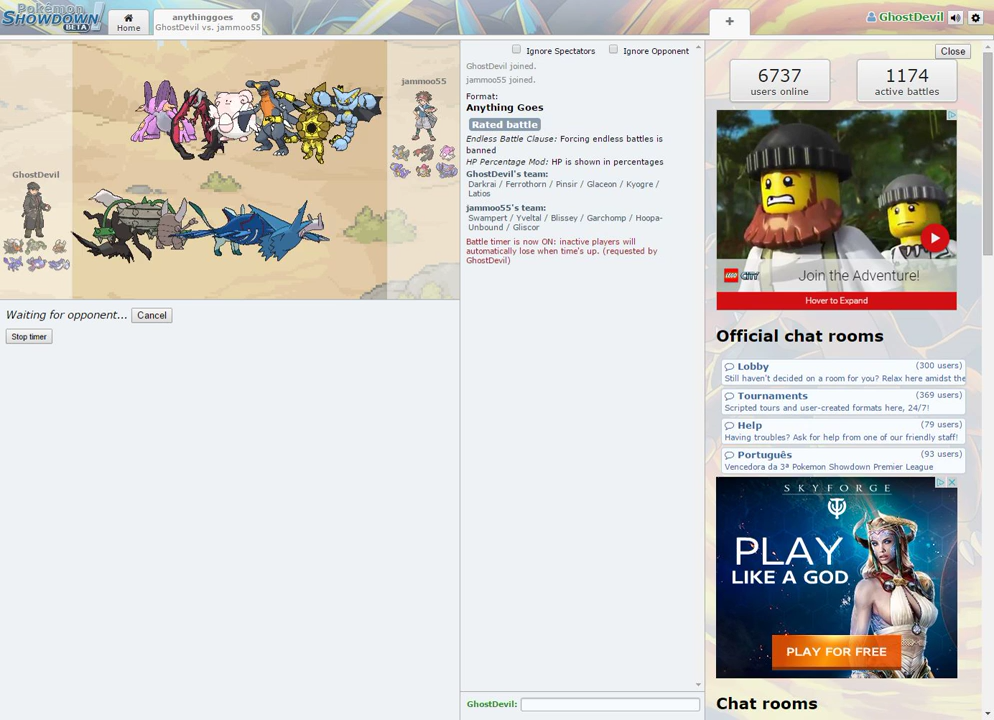 Pokémon
SHOWDOWN
BETA
Home
anythinggoes
GhostDevil vs. jammoo55
+
GhostDevil
jammoo55
GhostDevil
Waiting for opponent... Cancel
Stop timer
Ignore Spectators Ignore Opponent
GhostDevil joined.
jammoo55 joined.
Format:
Anything Goes
Rated battle
Endless Battle Clause: Forcing endless battles is
banned
HP Percentage Mod: HP is shown in percentages
GhostDevil's team:
Darkrai / Ferrothorn / Pinsir / Glaceon / Kyogre /
Latios
jammoo55's team:
Swampert / Yveltal / Blissey / Garchomp / Hoopa-
Unbound / Gliscor
Battle timer is now ON: inactive players will
automatically lose when time's up. (requested by
GhostDevil)
GhostDevil:
Close
6737
users online
1174
active battles
LEGO CITY
Join the Adventure!
Hover to Expand
Official chat rooms
Lobby (300 users)
Still haven't decided on a room for you? Relax here amidst the
Tournaments (369 users)
Scripted tours and user-created formats here, 24/7!
Help (79 users)
Having troubles? Ask for help from one of our friendly staff!
Português (93 users)
Vencedora da 3ª Pokemon Showdown Premier League
SKYFORGE
PLAY
LIKE A GOD
PLAY FOR FREE
Chat rooms